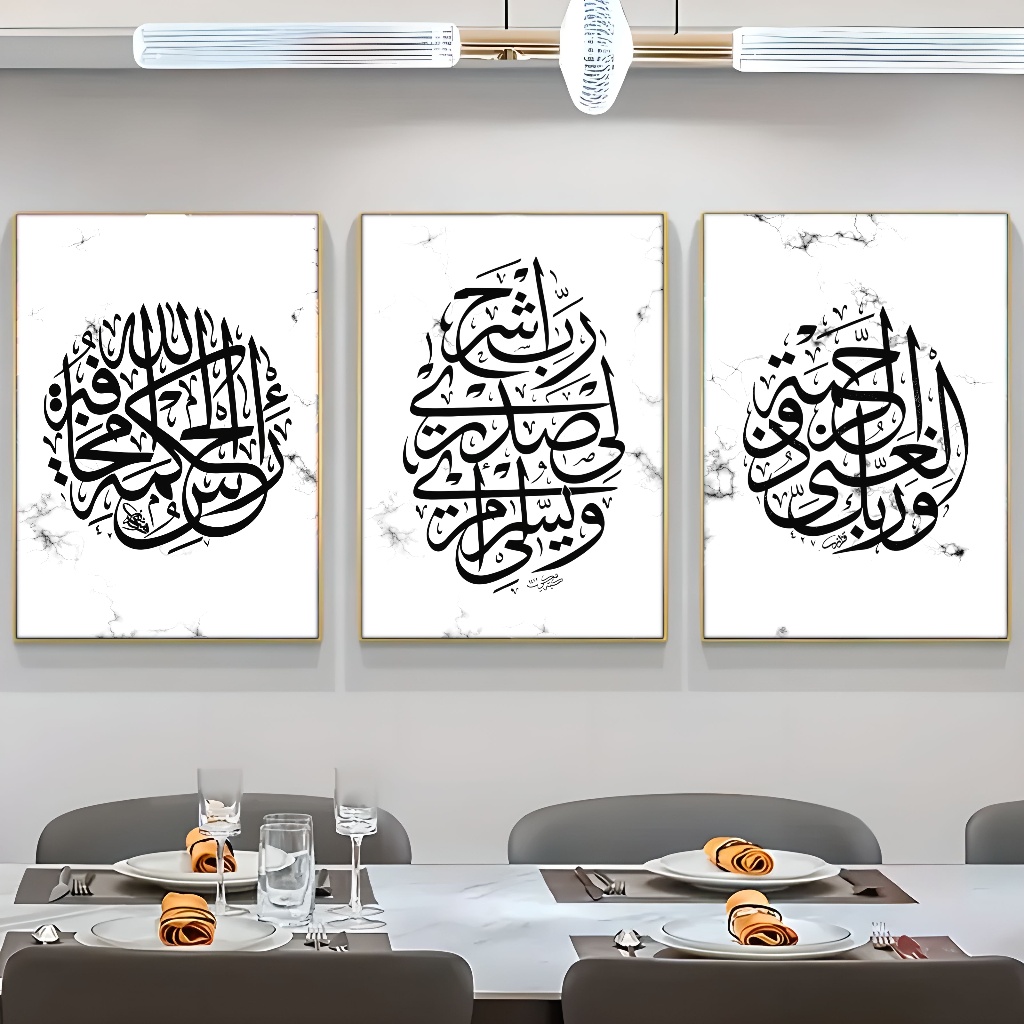 رأس الحكمة مخافة الله
رب اشرح
لي صدري
ويسر لي أمري
وربك الغني ذو الرحمة